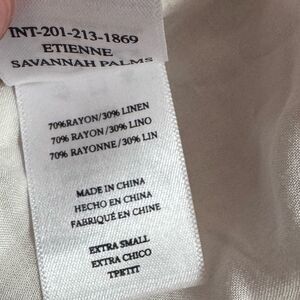 INT-201-213-1869
ETIENNE
SAVANNAH PALMS
70%RAYON/30% LINEN
70% RAYON/30% LINO
70% RAYONNE/30% LIN
MADE IN CHINA
HECHO EN CHINA
FABRIQUÉ EN CHINE
EXTRA SMALL
EXTRA CHICO
TPETIT